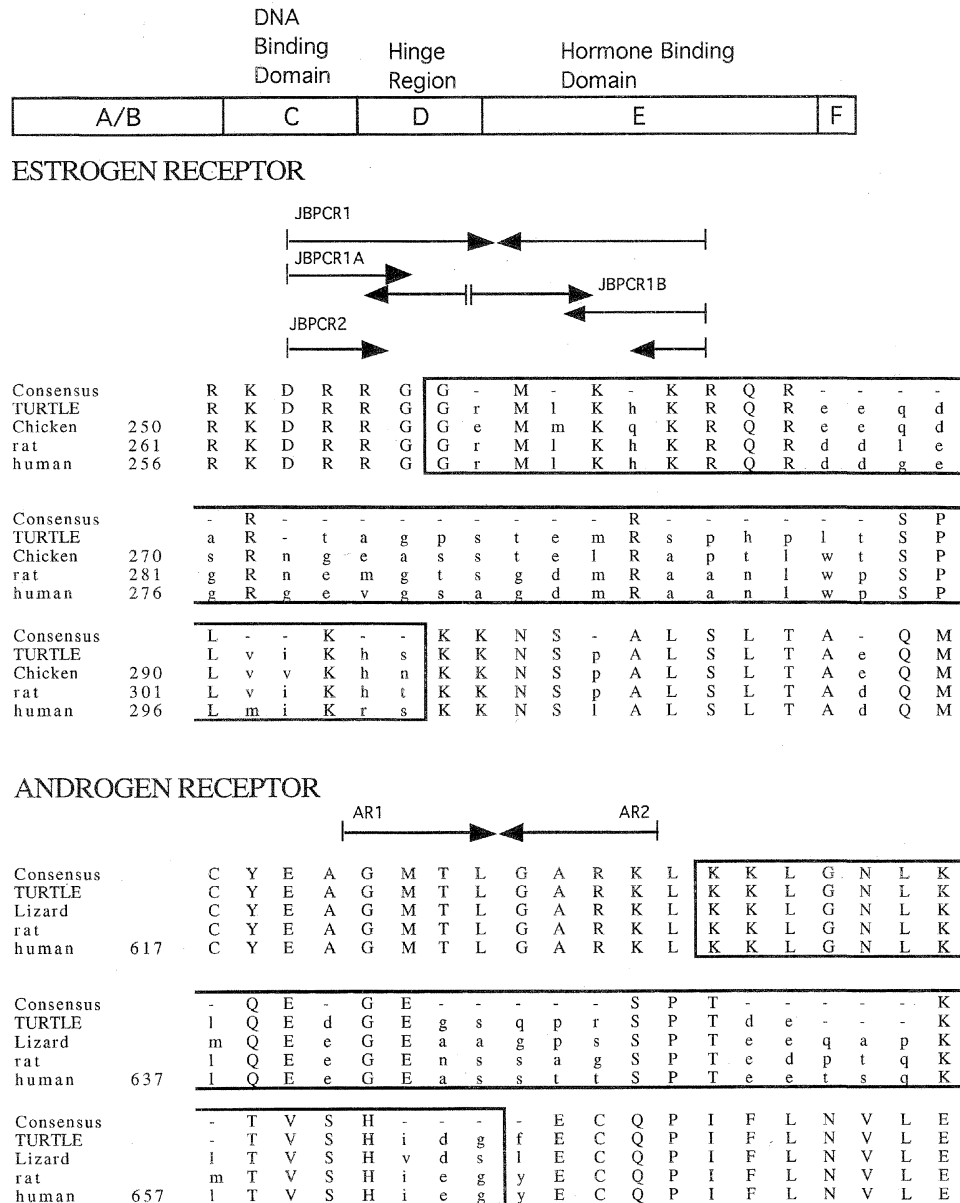 DNA
Binding
Domain
Hinge
Region
Hormone Binding
Domain
A/B C D E F
ESTROGEN RECEPTOR
JBPCR1
JBPCR1A
JBPCR1B
JBPCR2
Consensus R K D R R G G - M - K - K R Q R - - - -
TURTLE R K D R R G G r M l K h K R Q R e e q d
Chicken 250 R K D R R G G e M m K q K R Q R e e q d
rat 261 R K D R R G G r M l K h K R Q R d d l e
human 256 R K D R R G G r M l K h K R Q R d d g e
Consensus - R - - - - - - - - - R - - - - - - S P
TURTLE a R - t a g p s t e m R s p h p l t S P
Chicken 270 s R n g e a s s t e l R a p t l w t S P
rat 281 g R n e m g t s g d m R a a n l w p S P
human 276 g R g e v g s a g d m R a a n l w p S P
Consensus L - - K - - K K N S - A L S L T A - Q M
TURTLE L v i K h s K K N S p A L S L T A e Q M
Chicken 290 L v v K h n K K N S p A L S L T A e Q M
rat 301 L v i K h t K K N S p A L S L T A d Q M
human 296 L m i K r s K K N S l A L S L T A d Q M
ANDROGEN RECEPTOR
AR1 AR2
Consensus C Y E A G M T L G A R K L K K L G N L K
TURTLE C Y E A G M T L G A R K L K K L G N L K
Lizard C Y E A G M T L G A R K L K K L G N L K
rat C Y E A G M T L G A R K L K K L G N L K
human 617 C Y E A G M T L G A R K L K K L G N L K
Consensus - Q E - G E - - - - - S P T - - - - - K
TURTLE l Q E d G E g s q p r S P T d e - - - K
Lizard m Q E e G E a a g p s S P T e e q a p K
rat l Q E e G E n s s a g S P T e d p t q K
human 637 l Q E e G E a s s t t S P T e e t s q K
Consensus - T V S H - - - - E C Q P I F L N V L E
TURTLE - T V S H i d g f E C Q P I F L N V L E
Lizard l T V S H v d s l E C Q P I F L N V L E
rat m T V S H i e g y E C Q P I F L N V L E
human 657 l T V S H i e g y E C Q P I F L N V L E